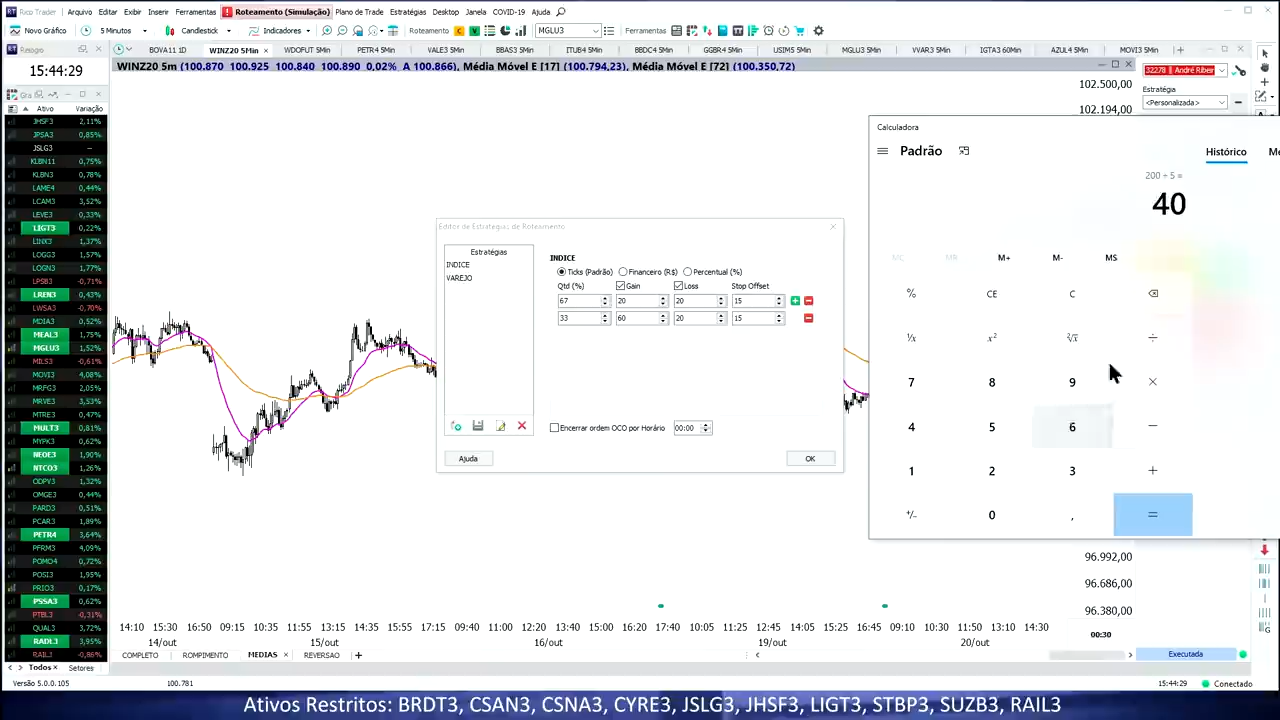 Rico Trader Arquivo Editar Exibir Inserir Ferramentas Roteamento (Simulação) Plano de Trade Estratégias Desktop Janela COVID-19 Ajuda
Novo Gráfico 5 Minutos Candlestick Indicadores Roteamento C V MGLU3 Ferramentas
Relógio BOVA11 1D WINZ20 5Min WDOFUT 5Min PETR4 5Min VALE3 5Min BBAS3 5Min ITUB4 5Min BBDC4 5Min GGBR4 5Min USIM5 5Min MGLU3 5Min VVAR3 5Min IGTA3 60Min AZUL4 5Min MOVI3 5Min
15:44:29
WINZ20 5m (100.870 100.925 100.840 100.890 0,02% A 100.866), Média Móvel E [17] (100.794,23), Média Móvel E [72] (100.350,72)
32278 || André Ribeir
Estratégia
<Personalizada>
102.500,00
102.194,00
Gra
Ativo Variação
JHSF3 2,11%
JPSA3 0,85%
JSLG3 --
KLBN11 0,75%
KLBN3 0,78%
LAME4 0,44%
LCAM3 3,52%
LEVE3 0,33%
LIGT3 0,22%
LINX3 1,37%
LOGG3 1,57%
LOGN3 1,77%
LPSB3 -0,71%
LREN3 0,43%
LWSA3 -0,70%
MDIA3 0,52%
MEAL3 1,75%
MGLU3 1,52%
MILS3 -0,61%
MOVI3 4,08%
MRFG3 2,05%
MRVE3 3,53%
MTRE3 0,47%
MULT3 0,81%
MYPK3 0,62%
NEOE3 1,90%
NTCO3 1,26%
ODPV3 1,32%
OMGE3 0,44%
PARD3 0,51%
PCAR3 1,89%
PETR4 3,64%
PFRM3 4,09%
POMO4 0,72%
POSI3 1,95%
PRIO3 0,17%
PSSA3 0,62%
PTBL3 -0,31%
QUAL3 3,72%
RADL3 3,95%
RAIL3 -0,86%
Todos Setores
Editor de Estratégias de Roteamento
Estratégias
INDICE
VAREJO
INDICE
Ticks (Padrão) Financeiro (R$) Percentual (%)
Qtd (%) Gain Loss Stop Offset
67 20 20 15
33 60 20 15
Encerrar ordem OCO por Horário 00:00
Ajuda OK
Calculadora
Padrão Histórico
200 ÷ 5 =
40
MC MR M+ M- MS
% CE C
¹/x x² ²√x ÷
7 8 9 ×
4 5 6 −
1 2 3 +
+/- 0 , =
96.992,00
96.686,00
96.380,00
14:10 15:30 16:50 09:15 10:35 11:55 13:15 14:35 15:55 17:15 09:40 11:00 12:20 13:40 15:00 16:20 17:40 10:05 11:25 12:45 14:05 15:25 16:45 09:10 10:30 11:50 13:10 14:30
14/out 15/out 16/out 19/out 20/out
00:30
COMPLETO ROMPIMENTO MEDIAS REVERSAO
Executada
Versão 5.0.0.105 100.781 15:44:29 Conectado
Ativos Restritos: BRDT3, CSAN3, CSNA3, CYRE3, JSLG3, JHSF3, LIGT3, STBP3, SUZB3, RAIL3